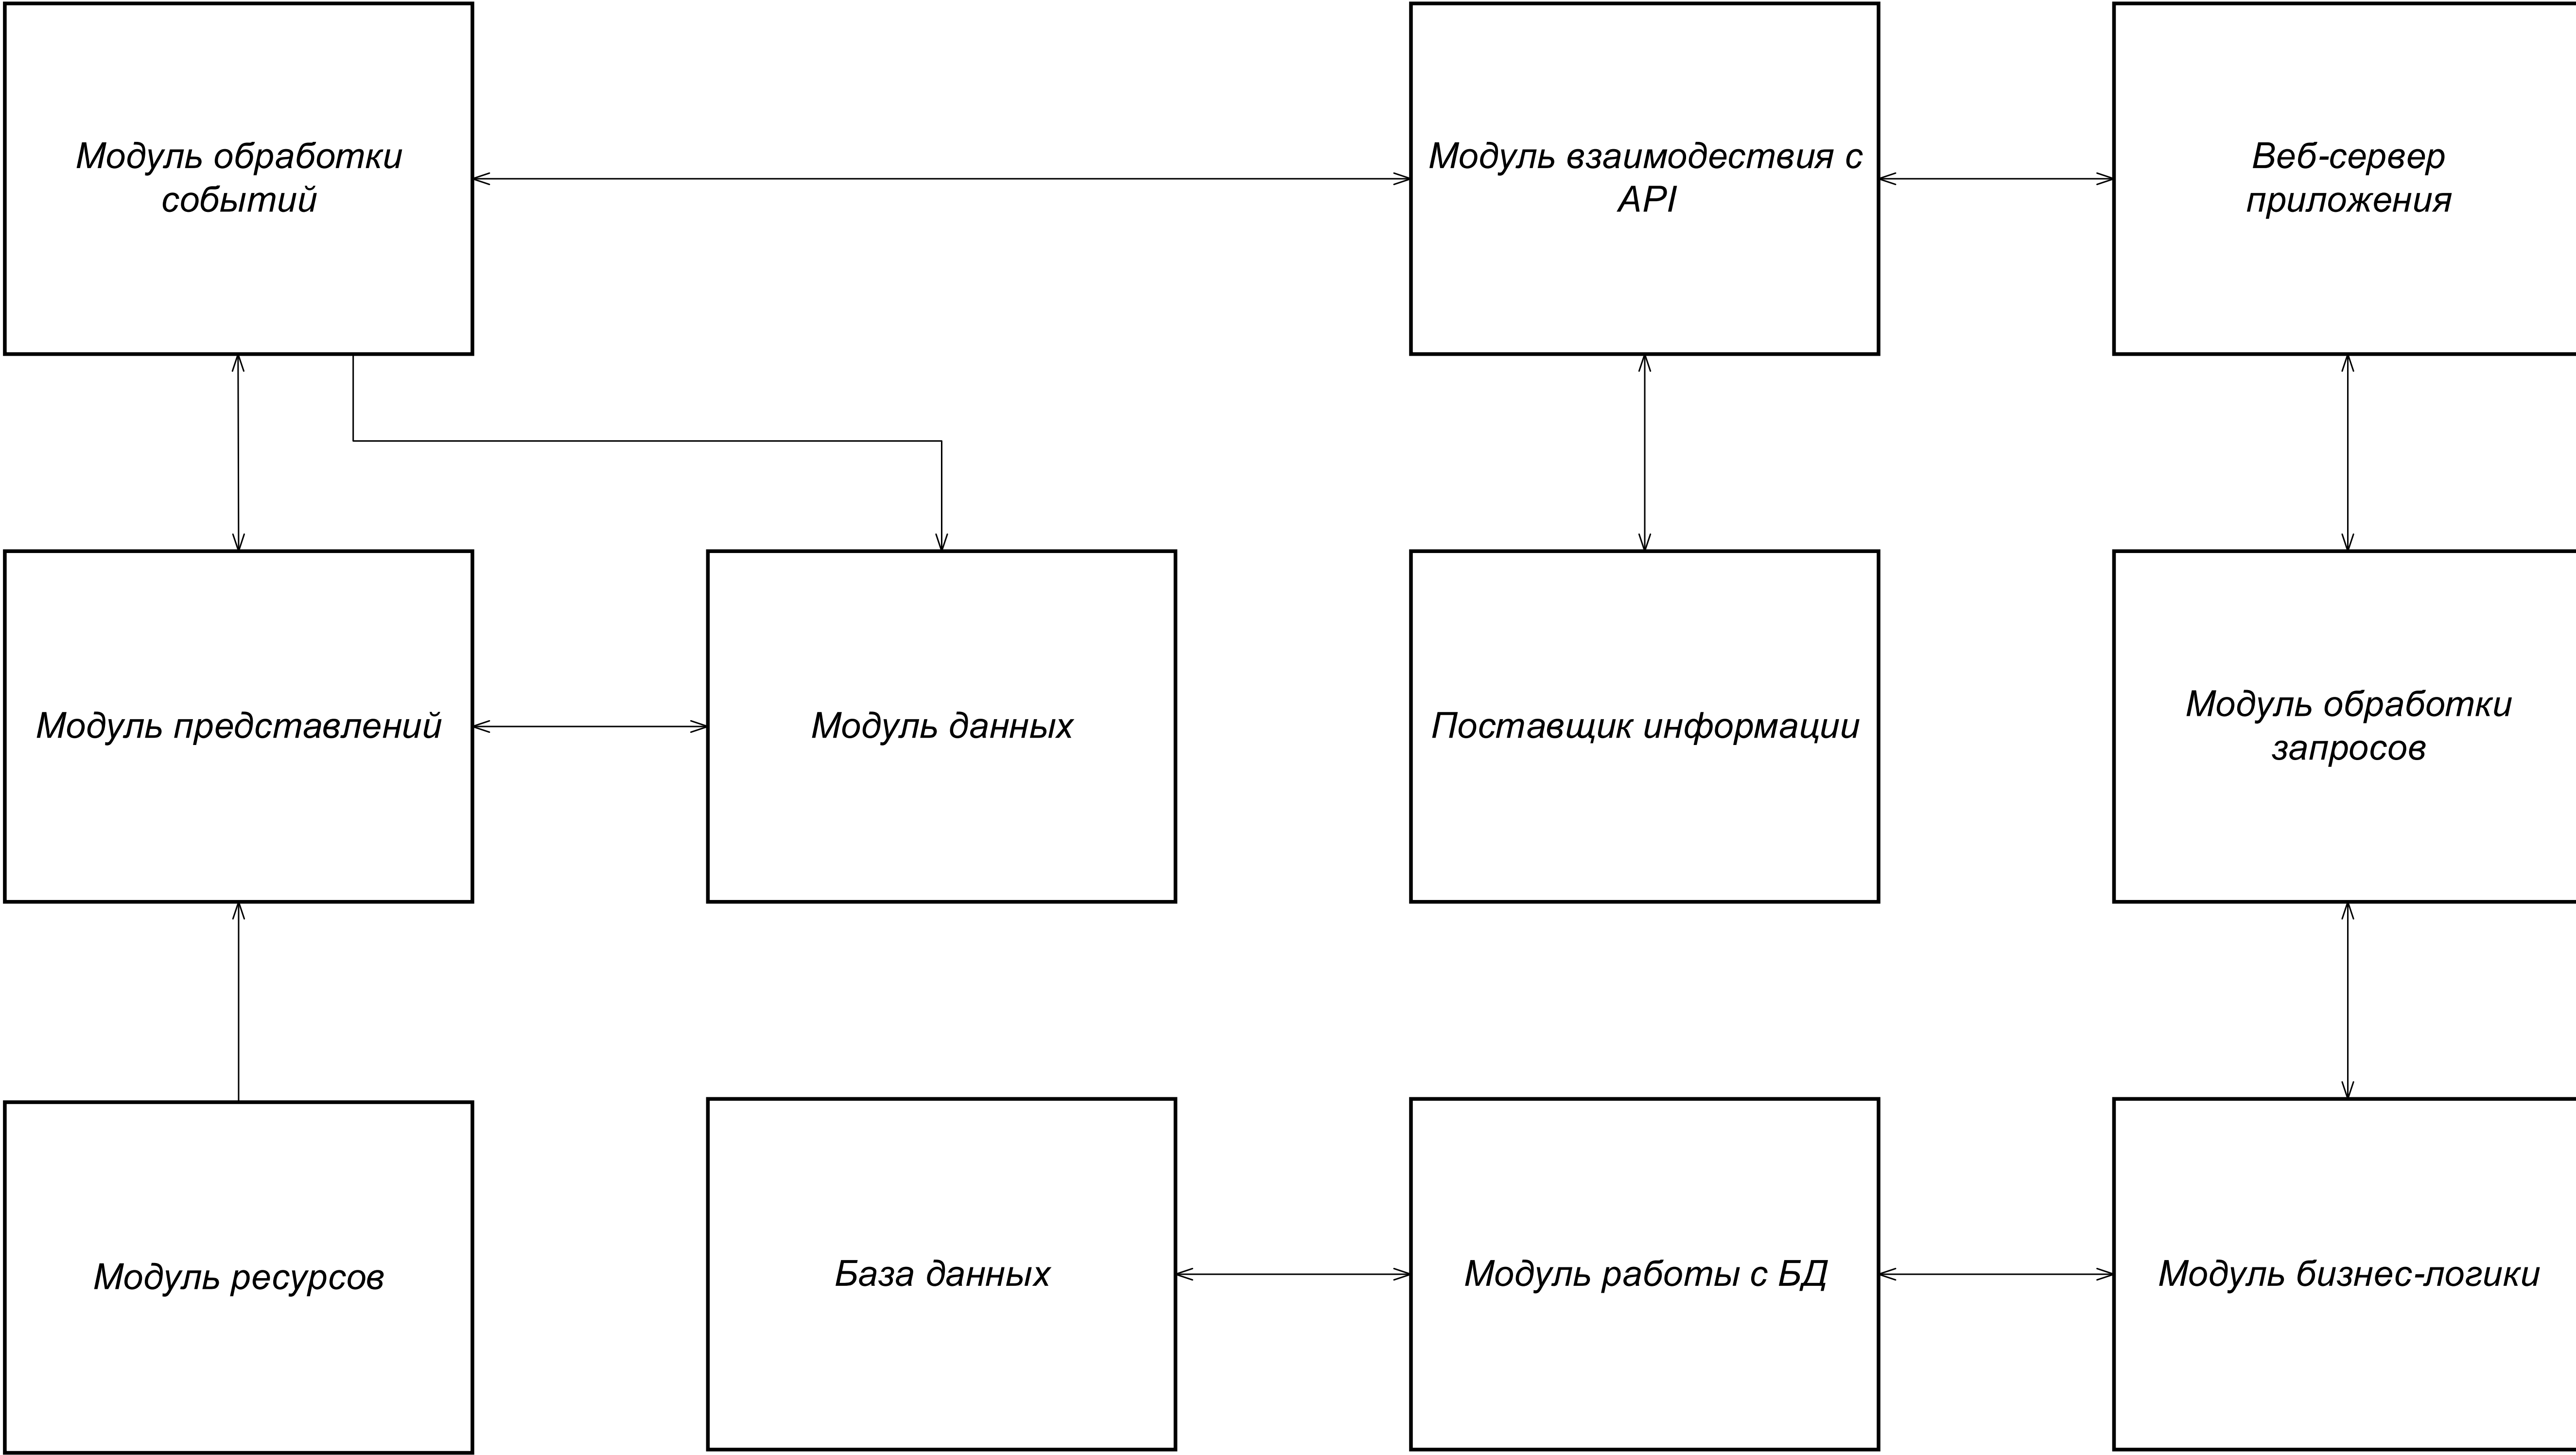 Модуль обработки
событий
Модуль взаимодествия с
API
Веб-сервер
приложения
Модуль представлений
Модуль данных
Поставщик информации
Модуль обработки
запросов
Модуль ресурсов
База данных
Модуль работы с БД
Модуль бизнес-логики